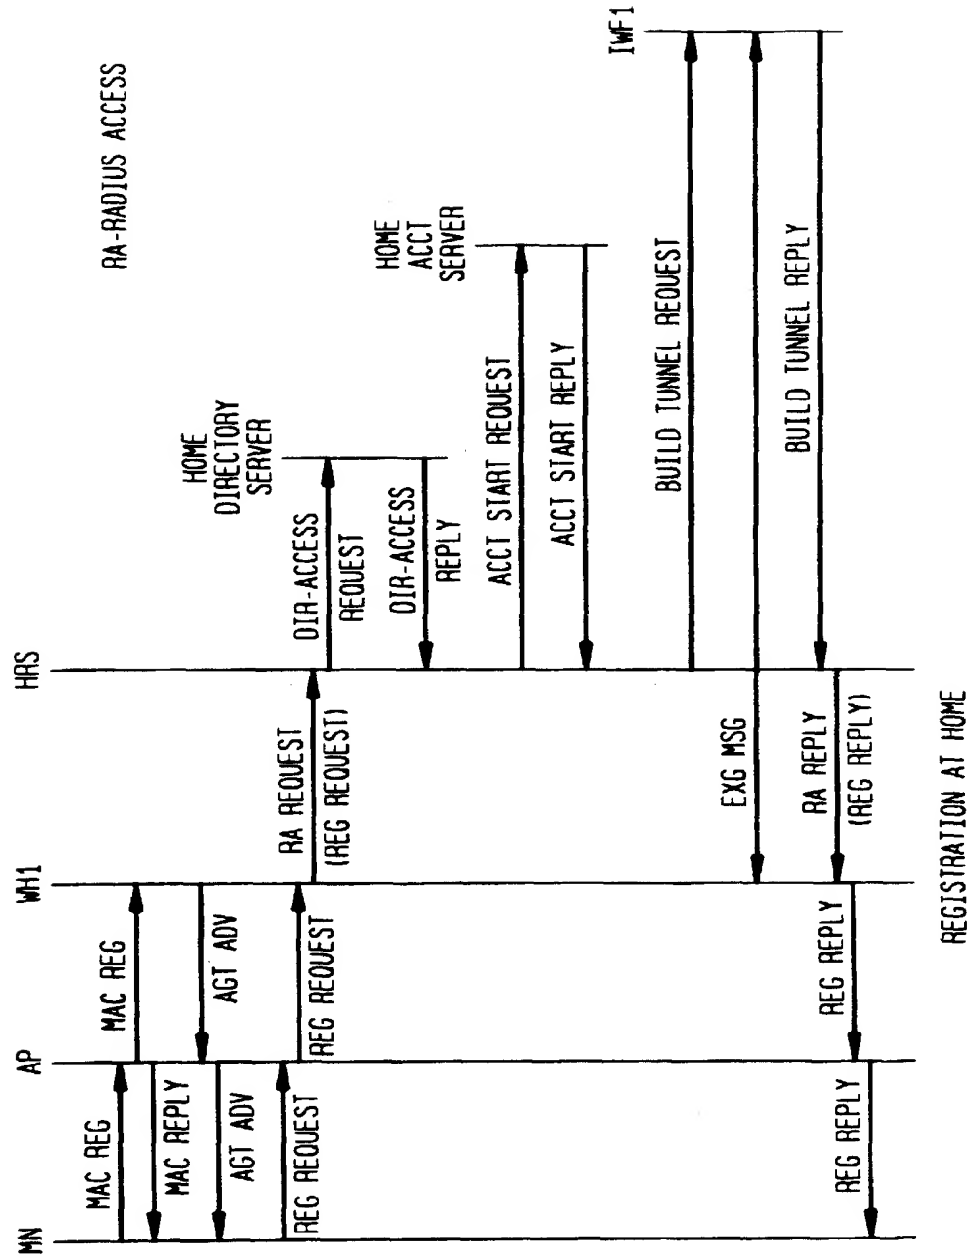 RA-RADIUS ACCESS
MN
AP
WH1
HRS
HOME
DIRECTORY
SERVER
HOME
ACCT
SERVER
IWF1
MAC REG
MAC REG
MAC REPLY
AGT ADV
AGT ADV
REG REQUEST
REG REQUEST
RA REQUEST
(REG REQUEST)
DIR-ACCESS
REQUEST
DIR-ACCESS
REPLY
ACCT START REQUEST
ACCT START REPLY
BUILD TUNNEL REQUEST
EXG MSG
BUILD TUNNEL REPLY
RA REPLY
(REG REPLY)
REG REPLY
REG REPLY
REGISTRATION AT HOME